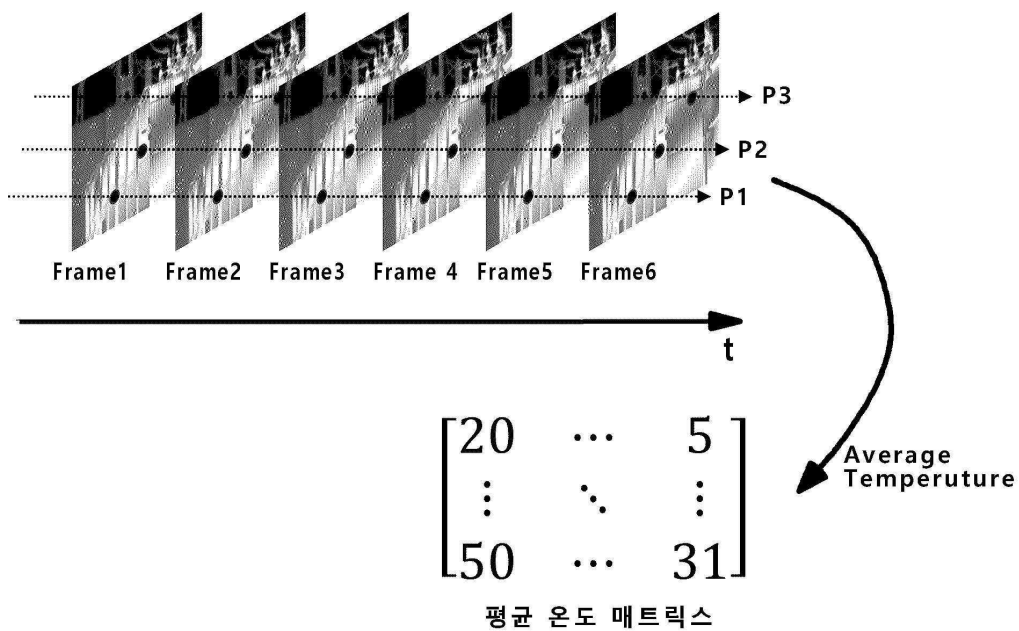 P3
P2
P1
Frame1 Frame2 Frame3 Frame 4 Frame5 Frame6
t
Average
Temperuture
20 ⋯ 5
⋮ ⋱ ⋮
50 ⋯ 31
평균 온도 매트릭스